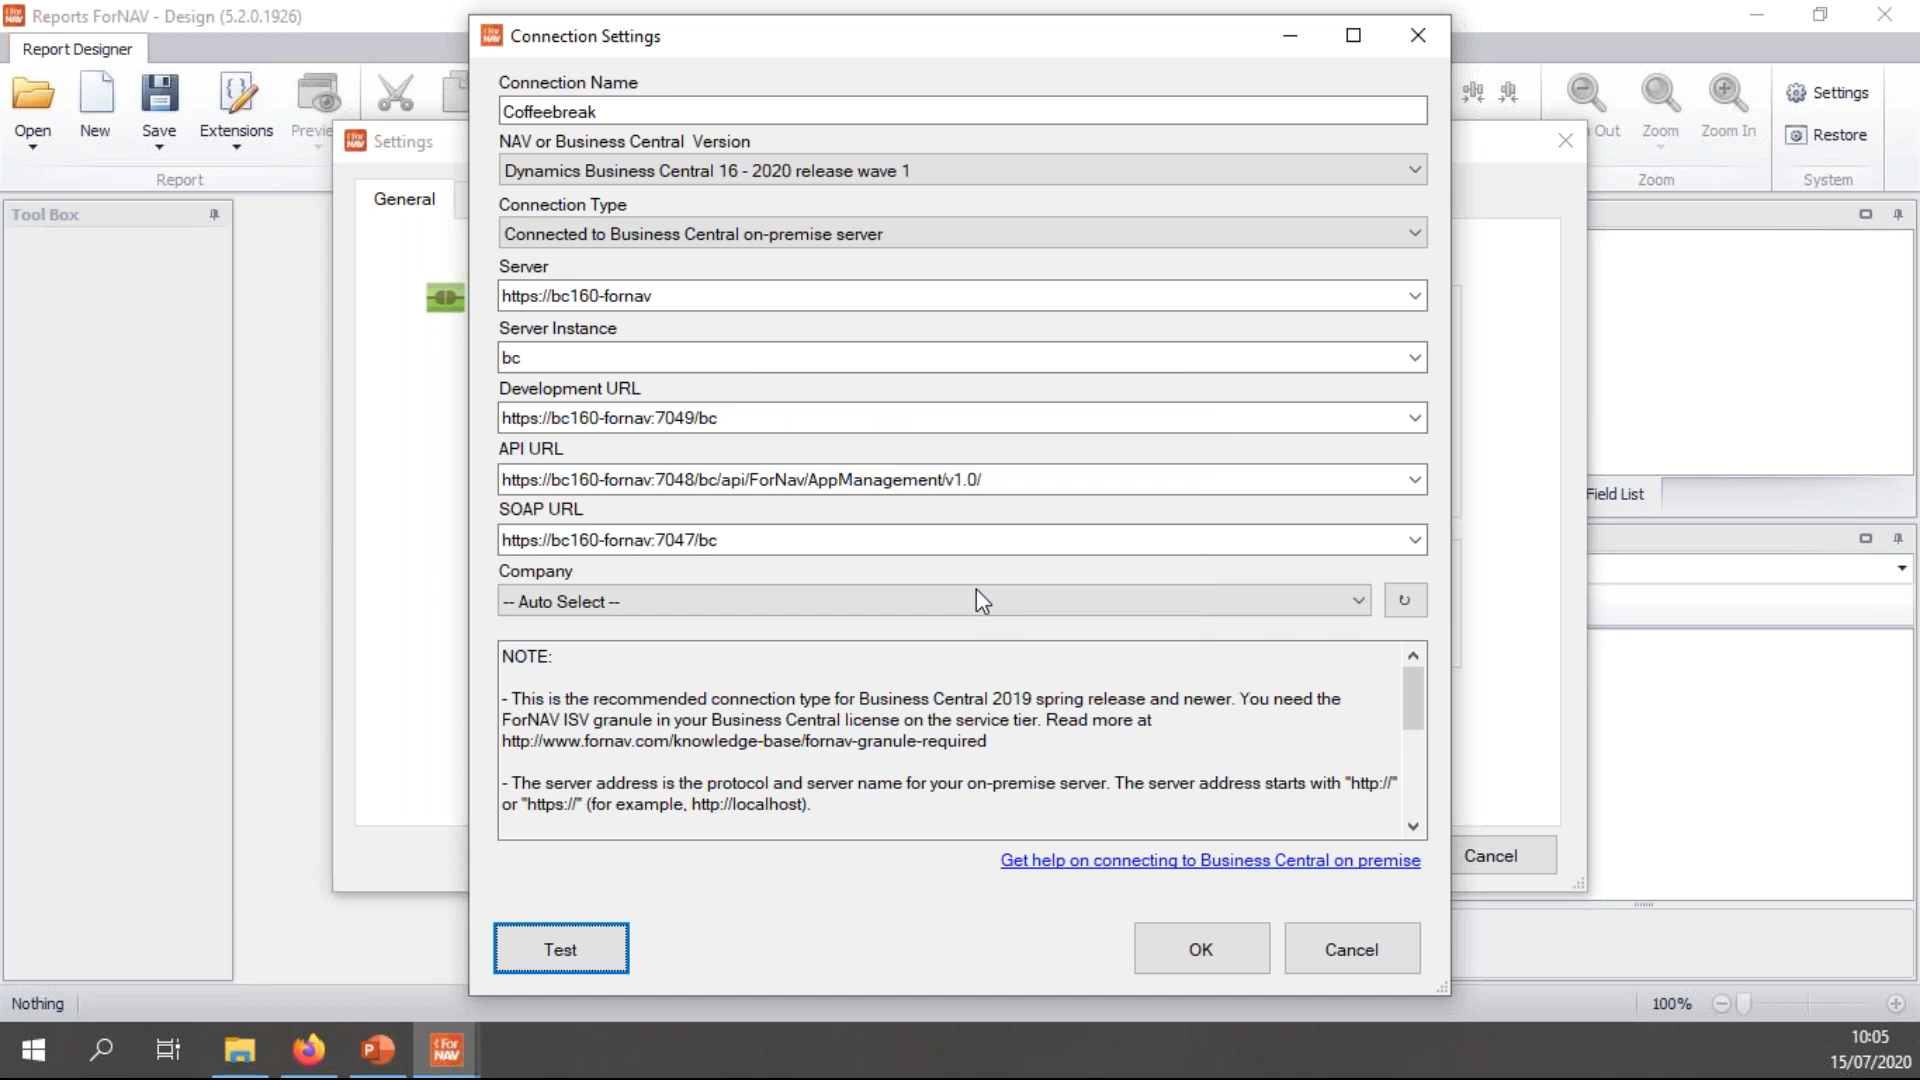 Reports ForNAV - Design (5.2.0.1926)
Report Designer
Open
New
Save
Extensions
Report
Out
Zoom
Zoom In
Zoom
Settings
Restore
System
Tool Box
Settings
General
Connection Settings
Connection Name
Coffeebreak
NAV or Business Central Version
Dynamics Business Central 16 - 2020 release wave 1
Connection Type
Connected to Business Central on-premise server
Server
https://bc160-fornav
Server Instance
bc
Development URL
https://bc160-fornav:7049/bc
API URL
https://bc160-fornav:7048/bc/api/ForNav/AppManagement/v1.0/
SOAP URL
https://bc160-fornav:7047/bc
Company
-- Auto Select --
NOTE:
- This is the recommended connection type for Business Central 2019 spring release and newer. You need the
ForNAV ISV granule in your Business Central license on the service tier. Read more at
http://www.fornav.com/knowledge-base/fornav-granule-required
- The server address is the protocol and server name for your on-premise server. The server address starts with "http://"
or "https://" (for example, http://localhost).
Get help on connecting to Business Central on premise
Test
OK
Cancel
Cancel
Field List
Nothing
100%
10:05
15/07/2020